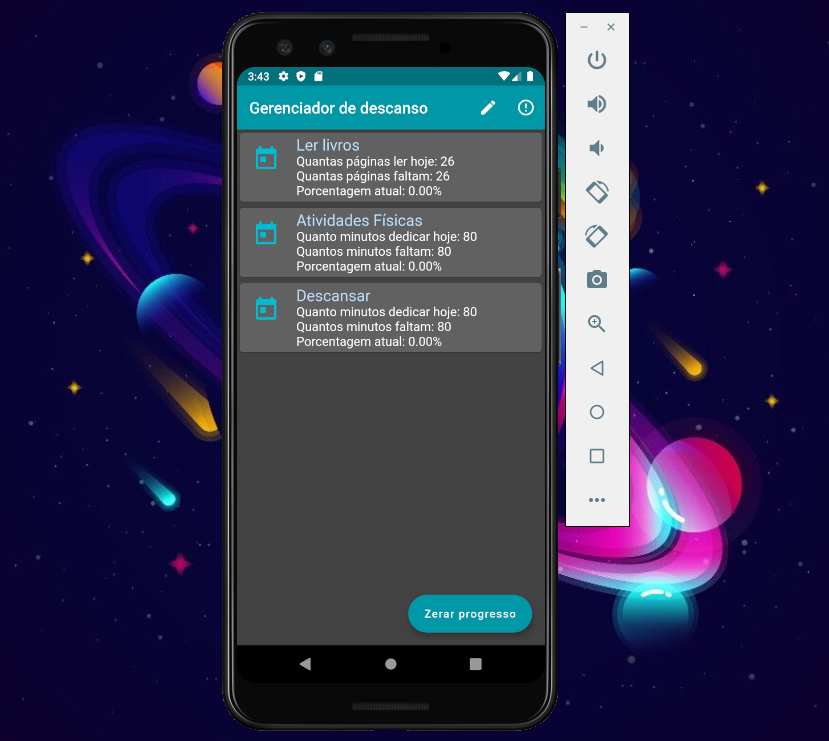 3:43
Gerenciador de descanso
Ler livros
Quantas páginas ler hoje: 26
Quantas páginas faltam: 26
Porcentagem atual: 0.00%
Atividades Físicas
Quanto minutos dedicar hoje: 80
Quantos minutos faltam: 80
Porcentagem atual: 0.00%
Descansar
Quanto minutos dedicar hoje: 80
Quantos minutos faltam: 80
Porcentagem atual: 0.00%
Zerar progresso